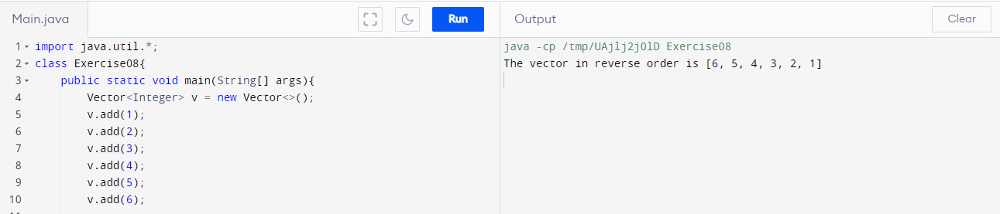 Main.java
Run
Output
Clear
1 import java.util.*;
2 class Exercise08{
3 public static void main(String[] args){
4 Vector<Integer> v = new Vector<>();
5 v.add(1);
6 v.add(2);
7 v.add(3);
8 v.add(4);
9 v.add(5);
10 v.add(6);
java -cp /tmp/UAjlj2jOlD Exercise08
The vector in reverse order is [6, 5, 4, 3, 2, 1]